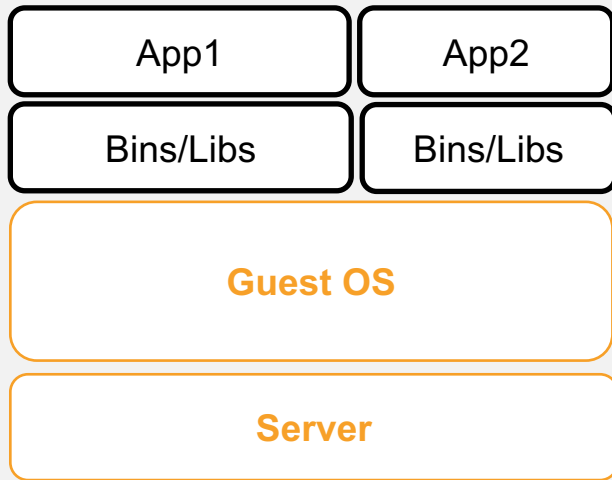 App1
App2
Bins/Libs
Bins/Libs
Guest OS
Server